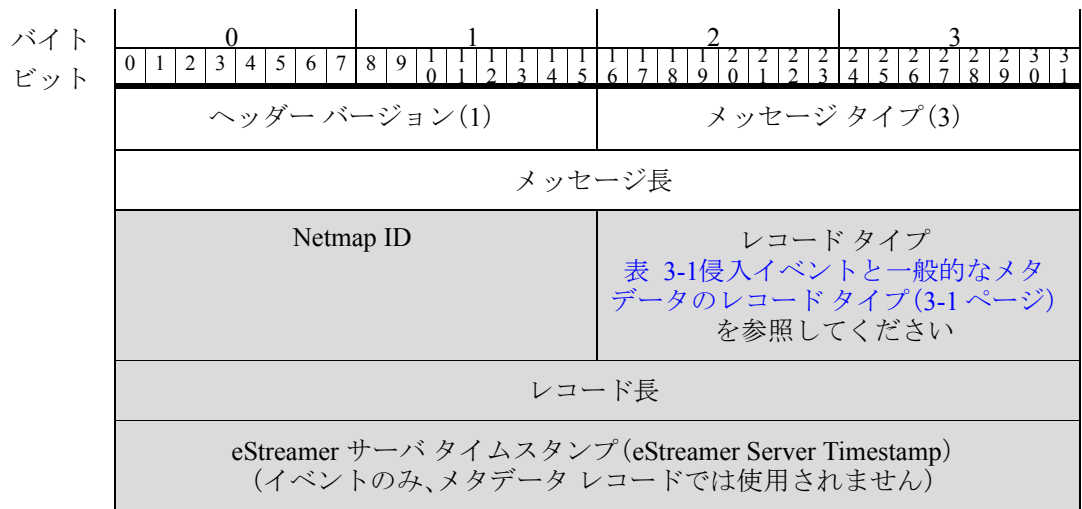 バイト 0 1 2 3
ビット 0 1 2 3 4 5 6 7 8 9 10 11 12 13 14 15 16 17 18 19 20 21 22 23 24 25 26 27 28 29 30 31
ヘッダー バージョン(1) メッセージ タイプ(3)
メッセージ長
Netmap ID レコード タイプ
表 3-1侵入イベントと一般的なメタ
データのレコード タイプ(3-1 ページ)
を参照してください
レコード長
eStreamer サーバ タイムスタンプ(eStreamer Server Timestamp)
(イベントのみ、メタデータ レコードでは使用されません)